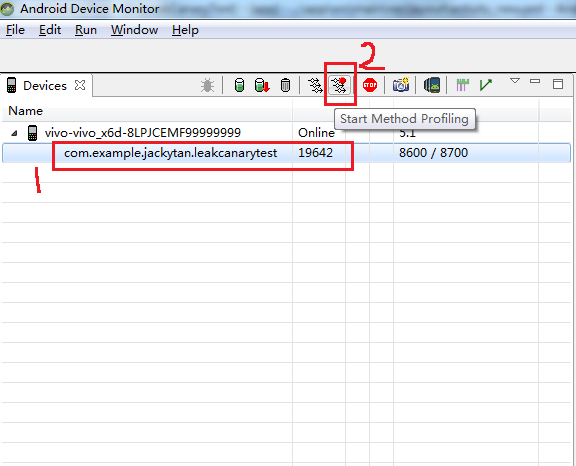 Android Device Monitor
File Edit Run Window Help
2
Devices
Start Method Profiling
Name
vivo-vivo_x6d-8LPJCEMF99999999 Online 5.1
com.example.jackytan.leakcanarytest 19642 8600 / 8700
1